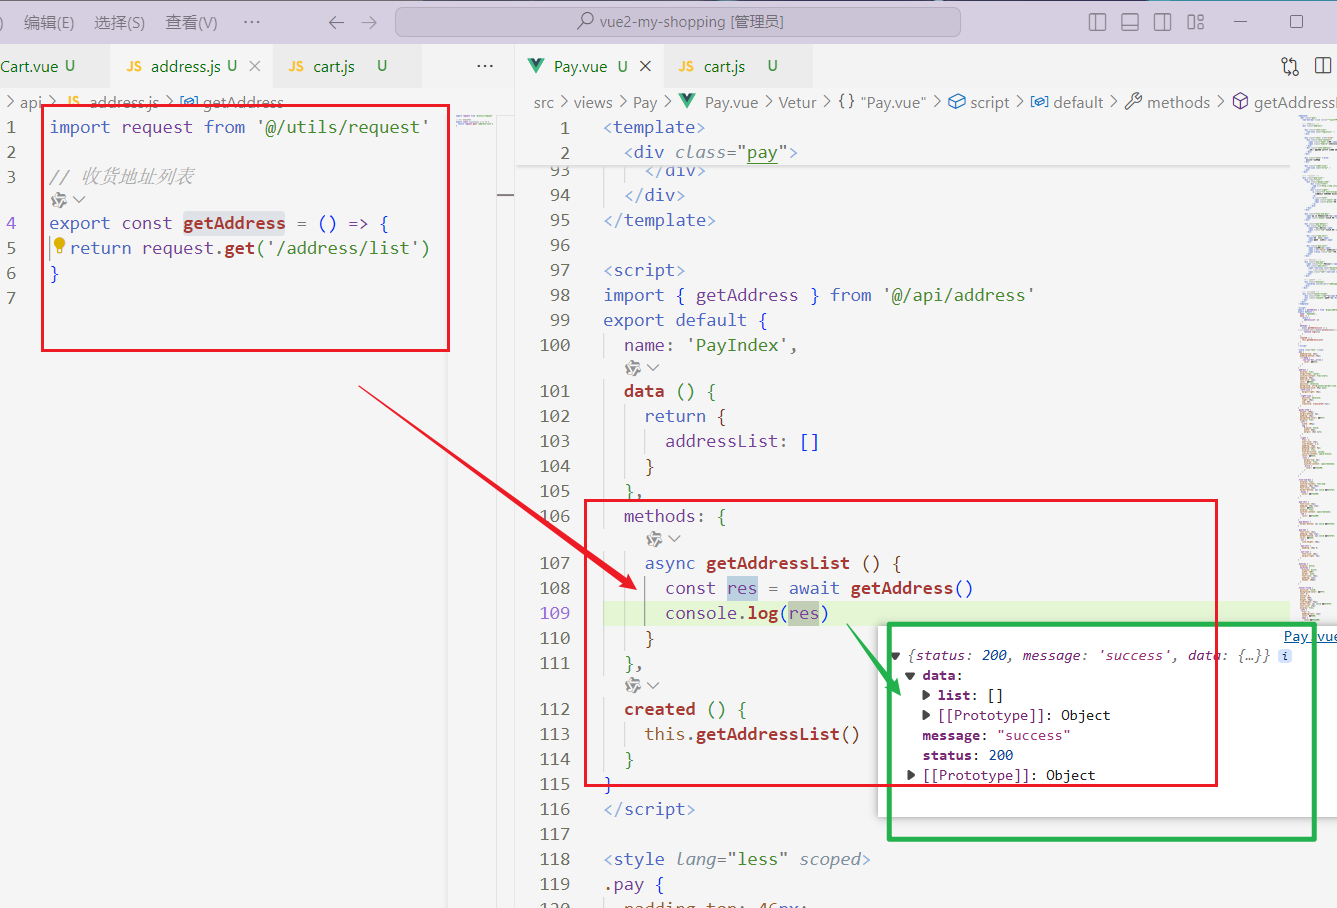 编辑(E) 选择(S) 查看(V) ··· vue2-my-shopping [管理员]
Cart.vue U JS address.js U JS cart.js U ···
api JS address.js getAddress
1 import request from '@/utils/request'
2
3 // 收货地址列表
4 export const getAddress = () => {
5 return request.get('/address/list')
6 }
7
Pay.vue U JS cart.js U
src views Pay Pay.vue Vetur {} "Pay.vue" script default methods getAddressL
1 <template>
2 <div class="pay">
93 </div>
94 </div>
95 </template>
96
97 <script>
98 import { getAddress } from '@/api/address'
99 export default {
100 name: 'PayIndex',
101 data () {
102 return {
103 addressList: []
104 }
105 },
106 methods: {
107 async getAddressList () {
108 const res = await getAddress()
109 console.log(res)
110 }
111 },
112 created () {
113 this.getAddressList()
114 }
115 }
116 </script>
117
118 <style lang="less" scoped>
119 .pay {
120 padding-top: 46px;
Pay.vue
{status: 200, message: 'success', data: {…}} i
data:
list: []
[[Prototype]]: Object
message: "success"
status: 200
[[Prototype]]: Object